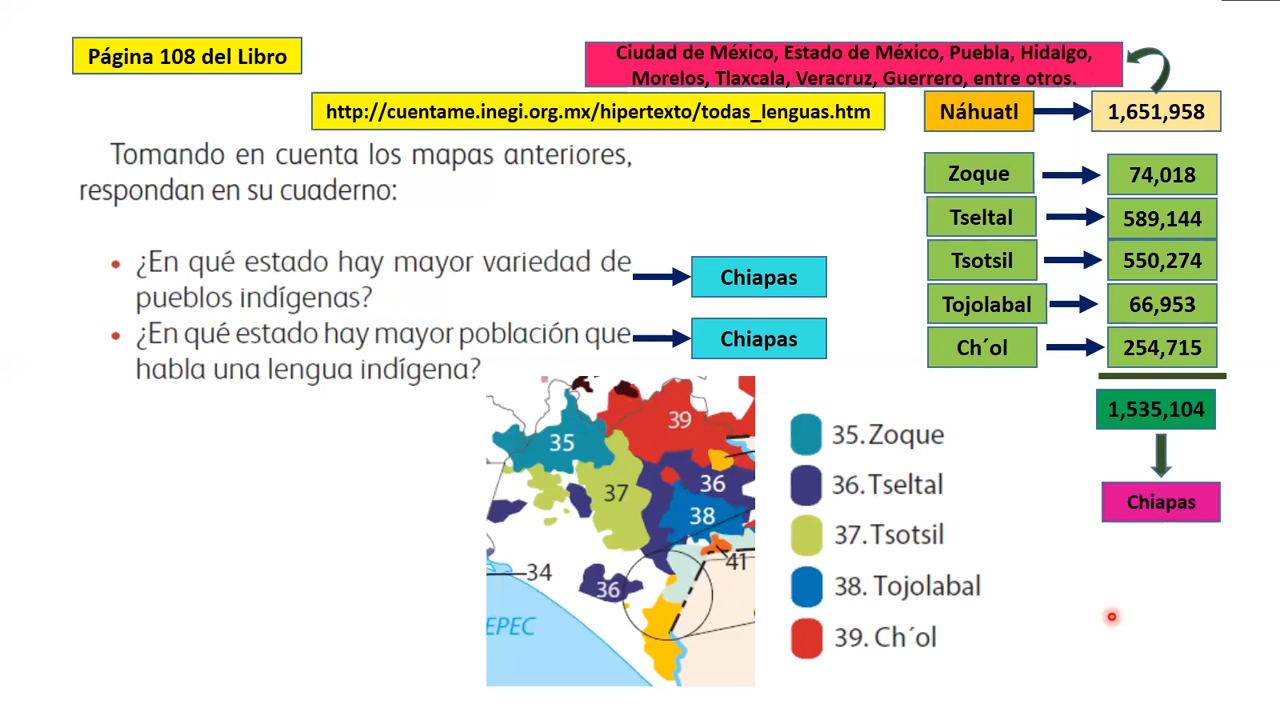 Página 108 del Libro
Ciudad de México, Estado de México, Puebla, Hidalgo,
Morelos, Tlaxcala, Veracruz, Guerrero, entre otros.
http://cuentame.inegi.org.mx/hipertexto/todas_lenguas.htm
Náhuatl
1,651,958
Tomando en cuenta los mapas anteriores,
respondan en su cuaderno:
• ¿En qué estado hay mayor variedad de
pueblos indígenas?
Chiapas
• ¿En qué estado hay mayor población que
habla una lengua indígena?
Chiapas
Zoque
74,018
Tseltal
589,144
Tsotsil
550,274
Tojolabal
66,953
Ch´ol
254,715
1,535,104
Chiapas
39
35
37
36
38
41
34
36
EPEC
35. Zoque
36. Tseltal
37. Tsotsil
38. Tojolabal
39. Ch´ol